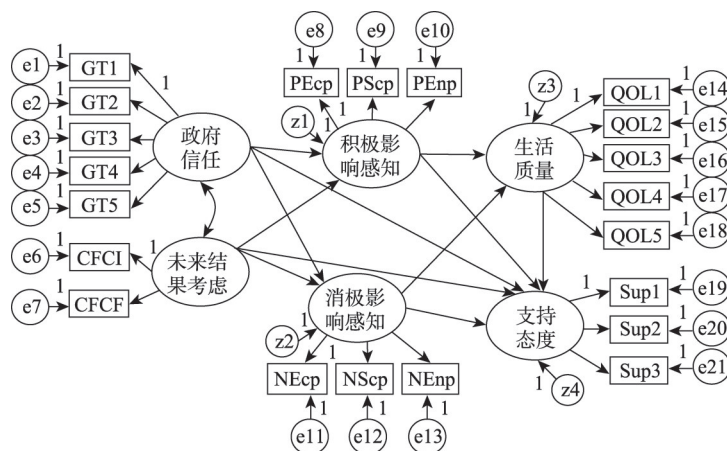 e8
e9
e10
1
1
1
PEcp
PScp
PEnp
e1
1
GT1
1
e2
1
GT2
e3
1
GT3
e4
1
GT4
e5
1
GT5
政府
信任
z1
1
1
积极影
响感知
z3
1
生活
质量
1
QOL1
1
e14
QOL2
1
e15
QOL3
1
e16
QOL4
1
e17
QOL5
1
e18
e6
1
CFCI
1
e7
1
CFCF
未来结
果考虑
消极影
响感知
z2
1
支持
态度
z4
1
1
Sup1
1
e19
Sup2
1
e20
Sup3
1
e21
1
NEcp
NScp
NEnp
1
1
1
e11
e12
e13